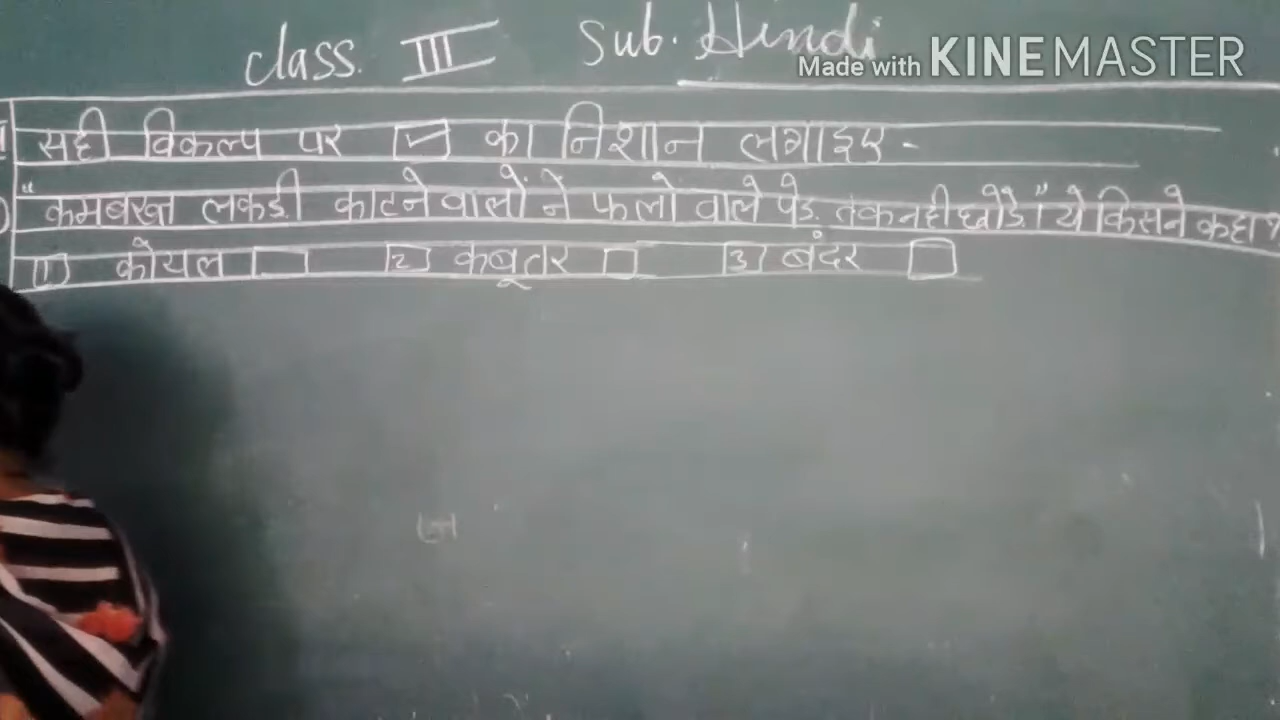 class. III Sub. Hindi
Made with KINEMASTER
सही विकल्प पर ✓ का निशान लगाइए -
"कमबख्त लकडी काटने वालो ने फलो वाले पेड तक नही छोडे" ये किसने कहा ?
1 कोयल 2 कबूतर 3 बंदर